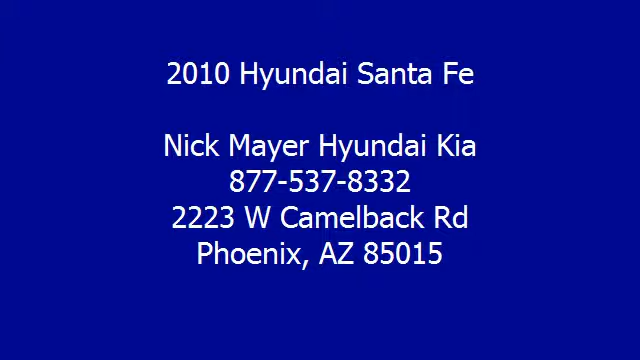 2010 Hyundai Santa Fe
Nick Mayer Hyundai Kia
877-537-8332
2223 W Camelback Rd
Phoenix, AZ 85015